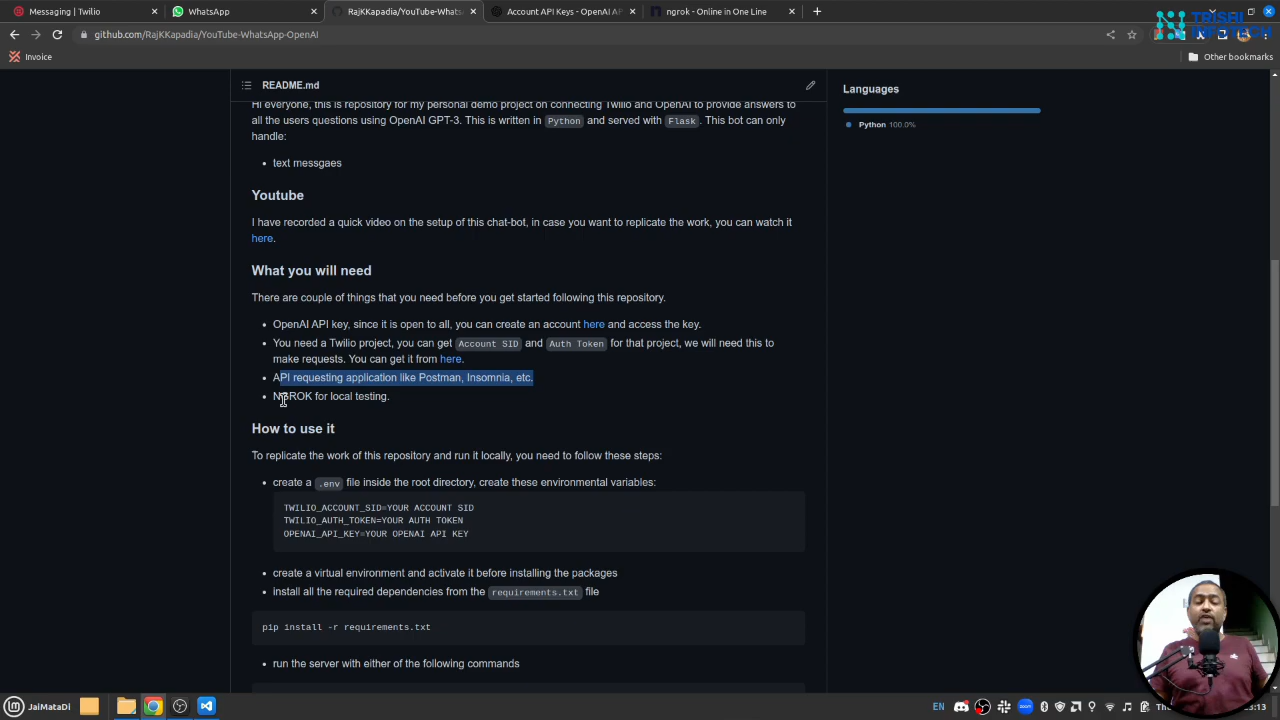 Messaging | Twilio
WhatsApp
RajKKapadia/YouTube-Whats
Account API Keys - OpenAI AP
ngrok - Online in One Line
github.com/RajKKapadia/YouTube-WhatsApp-OpenAI
TRISHI
INFOTECH
Invoice
Other bookmarks
README.md
Languages
Python 100.0%
Hi everyone, this is repository for my personal demo project on connecting Twilio and OpenAI to provide answers to
all the users questions using OpenAI GPT-3. This is written in Python and served with Flask. This bot can only
handle:
• text messgaes
Youtube
I have recorded a quick video on the setup of this chat-bot, in case you want to replicate the work, you can watch it
here.
What you will need
There are couple of things that you need before you get started following this repository.
• OpenAI API key, since it is open to all, you can create an account here and access the key.
• You need a Twilio project, you can get Account SID and Auth Token for that project, we will need this to
make requests. You can get it from here.
• API requesting application like Postman, Insomnia, etc.
• NGROK for local testing.
How to use it
To replicate the work of this repository and run it locally, you need to follow these steps:
• create a .env file inside the root directory, create these environmental variables:
TWILIO_ACCOUNT_SID=YOUR ACCOUNT SID
TWILIO_AUTH_TOKEN=YOUR AUTH TOKEN
OPENAI_API_KEY=YOUR OPENAI API KEY
• create a virtual environment and activate it before installing the packages
• install all the required dependencies from the requirements.txt file
pip install -r requirements.txt
• run the server with either of the following commands
JaiMataDi
EN
zoom